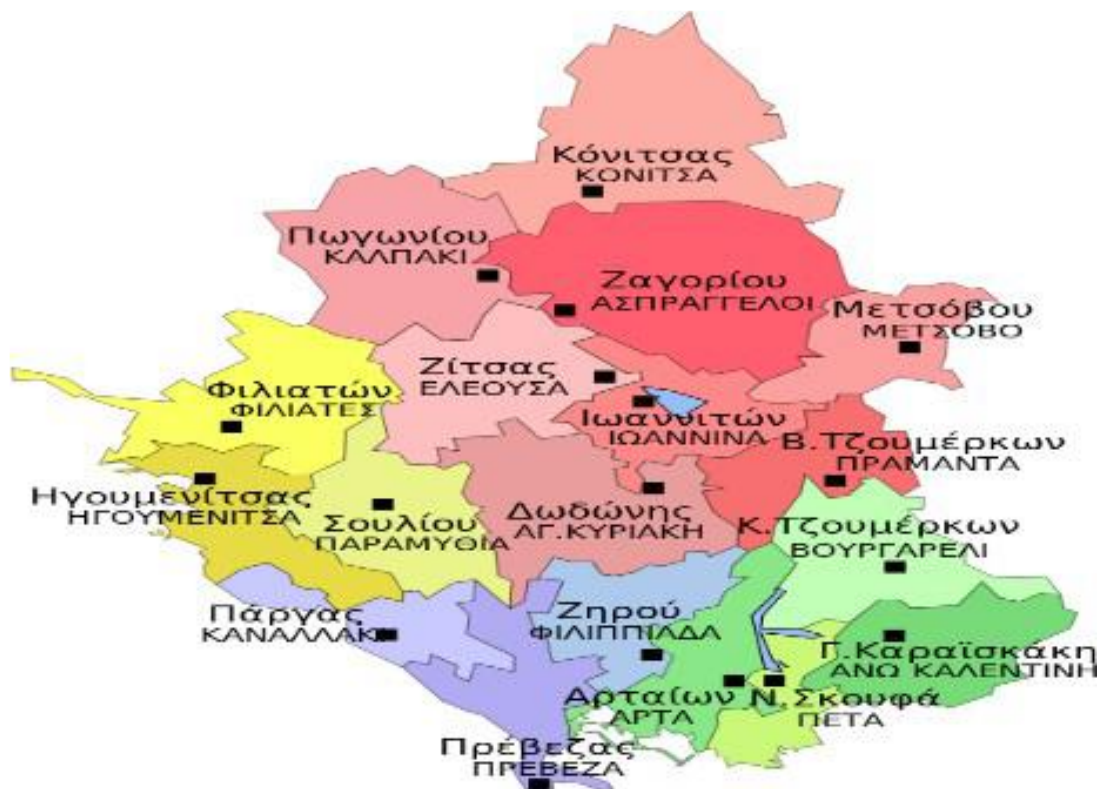 Κόνιτσας
ΚΟΝΙΤΣΑ
Πωγωνίου
ΚΑΛΠΑΚΙ
Ζαγορίου
ΑΣΠΡΑΓΓΕΛΟΙ
Μετσόβου
ΜΕΤΣΟΒΟ
Ζίτσας
ΕΛΕΟΥΣΑ
Φιλιατών
ΦΙΛΙΑΤΕΣ
Ιωαννιτών
ΙΩΑΝΝΙΝΑ
Β.Τζουμέρκων
ΠΡΑΜΑΝΤΑ
Ηγουμενίτσας
ΗΓΟΥΜΕΝΙΤΣΑ
Σουλίου
ΠΑΡΑΜΥΘΙΑ
Δωδώνης
ΑΓ.ΚΥΡΙΑΚΗ
Κ.Τζουμέρκων
ΒΟΥΡΓΑΡΕΛΙ
Πάργας
ΚΑΝΑΛΛΑΚΙ
Ζηρού
ΦΙΛΙΠΠΙΑΔΑ
Γ.Καραϊσκάκη
ΑΝΩ ΚΑΛΕΝΤΙΝΗ
Αρταίων
ΑΡΤΑ
Ν.Σκουφά
ΠΕΤΑ
Πρέβεζας
ΠΡΕΒΕΖΑ